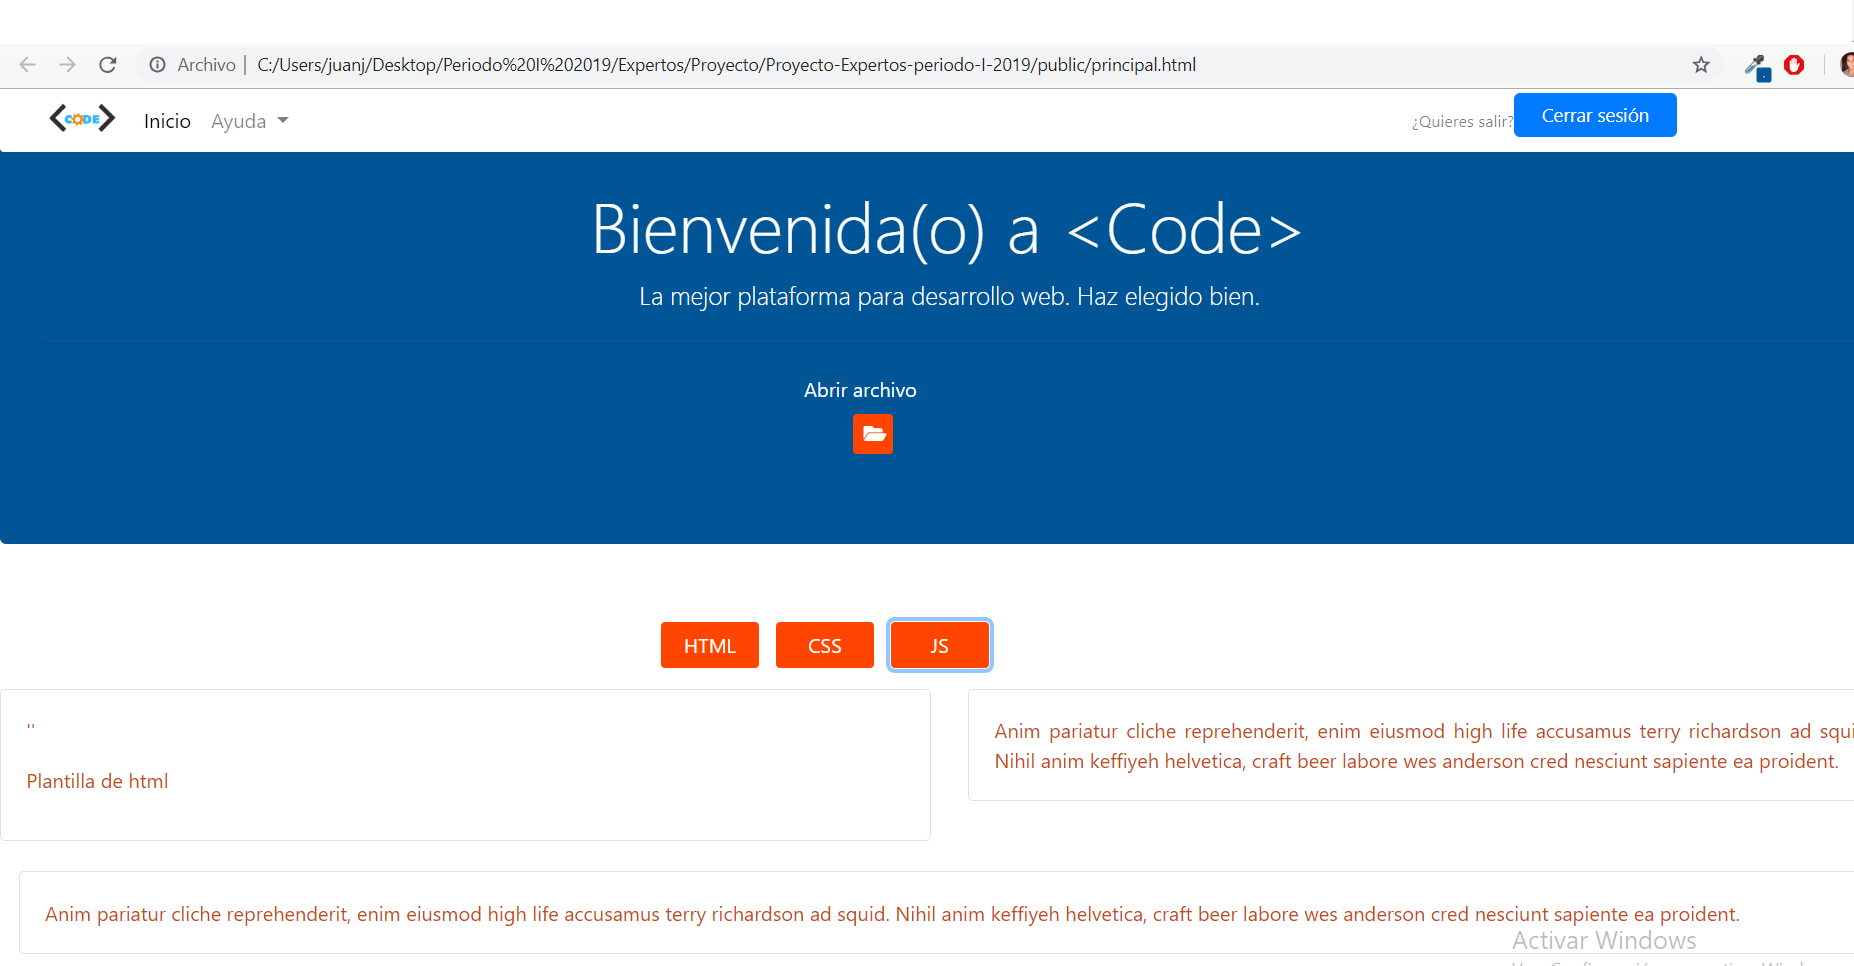 Archivo | C:/Users/juanj/Desktop/Periodo%20I%202019/Expertos/Proyecto/Proyecto-Expertos-periodo-I-2019/public/principal.html
CODE Inicio Ayuda ¿Quieres salir? Cerrar sesión
Bienvenida(o) a <Code>
La mejor plataforma para desarrollo web. Haz elegido bien.
Abrir archivo
HTML CSS JS
"
Plantilla de html
Anim pariatur cliche reprehenderit, enim eiusmod high life accusamus terry richardson ad squi
Nihil anim keffiyeh helvetica, craft beer labore wes anderson cred nesciunt sapiente ea proident.
Anim pariatur cliche reprehenderit, enim eiusmod high life accusamus terry richardson ad squid. Nihil anim keffiyeh helvetica, craft beer labore wes anderson cred nesciunt sapiente ea proident.
Activar Windows